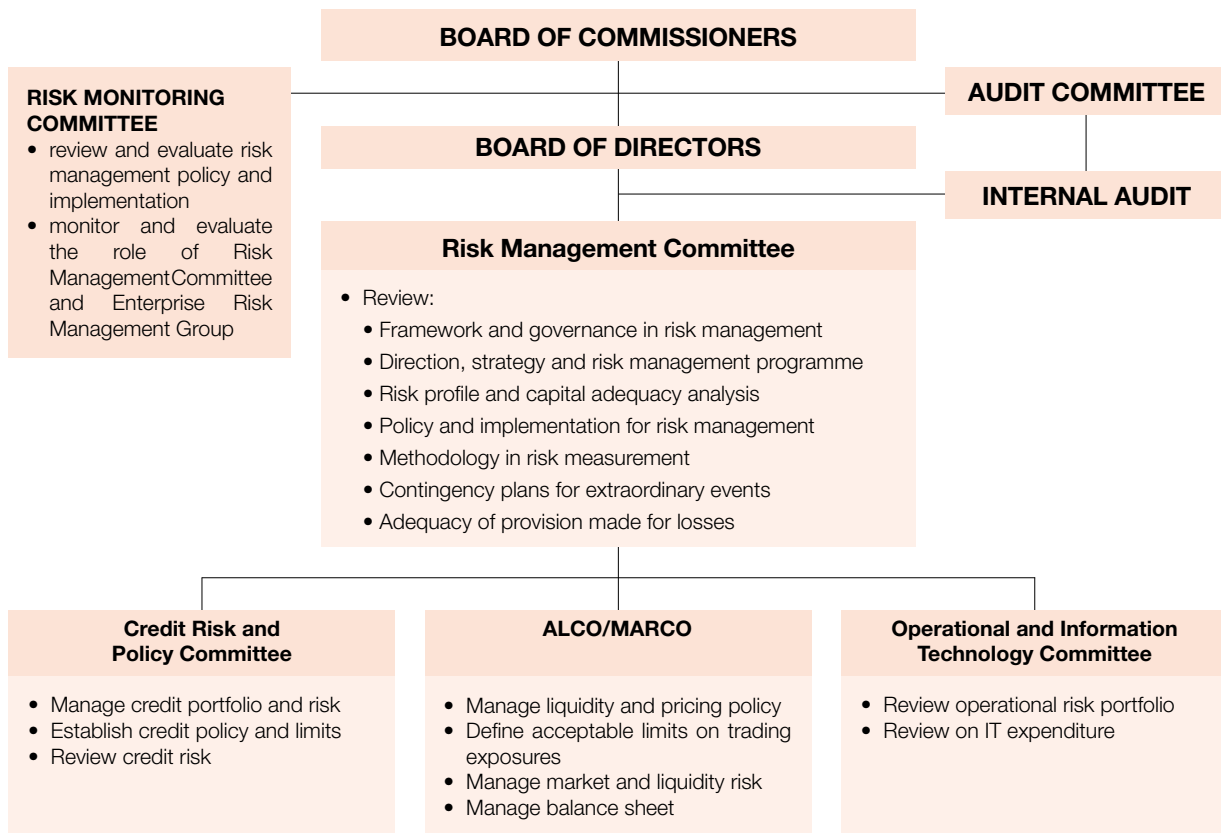 BOARD OF COMMISSIONERS
RISK MONITORING
COMMITTEE
• review and evaluate risk
management policy and
implementation
• monitor and evaluate
the role of Risk
Management Committee
and Enterprise Risk
Management Group
AUDIT COMMITTEE
BOARD OF DIRECTORS
INTERNAL AUDIT
Risk Management Committee
• Review:
• Framework and governance in risk management
• Direction, strategy and risk management programme
• Risk profile and capital adequacy analysis
• Policy and implementation for risk management
• Methodology in risk measurement
• Contingency plans for extraordinary events
• Adequacy of provision made for losses
Credit Risk and
Policy Committee
• Manage credit portfolio and risk
• Establish credit policy and limits
• Review credit risk
ALCO/MARCO
• Manage liquidity and pricing policy
• Define acceptable limits on trading
exposures
• Manage market and liquidity risk
• Manage balance sheet
Operational and Information
Technology Committee
• Review operational risk portfolio
• Review on IT expenditure